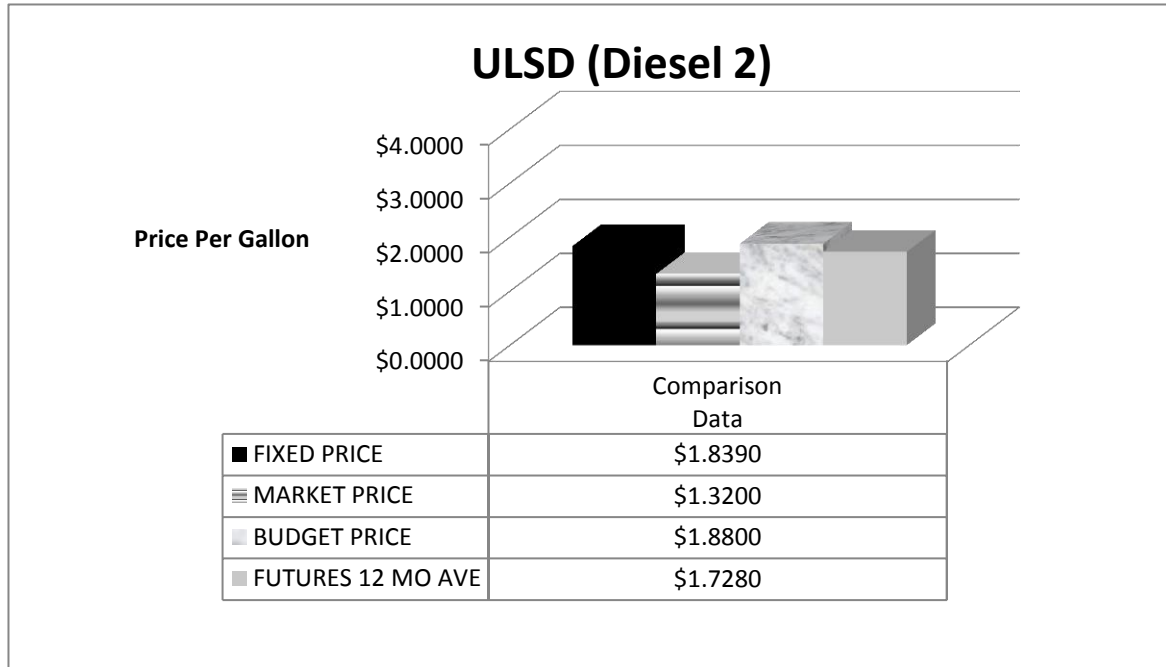 ULSD (Diesel 2)
$4.0000
$3.0000
Price Per Gallon
$2.0000
$1.0000
$0.0000
Comparison
Data
FIXED PRICE $1.8390
MARKET PRICE $1.3200
BUDGET PRICE $1.8800
FUTURES 12 MO AVE $1.7280